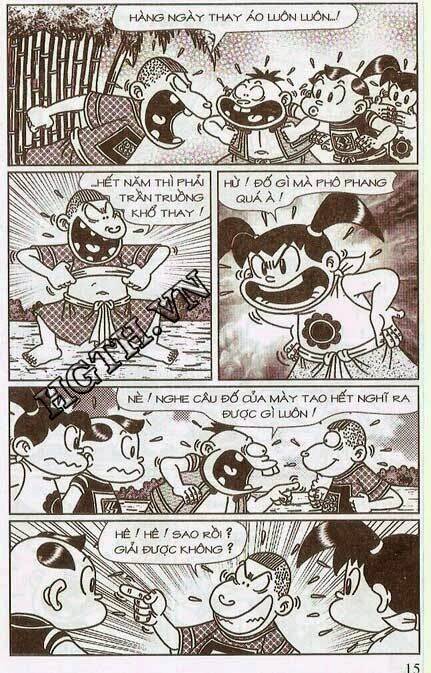 HÀNG NGÀY THAY ÁO LUÔN LUÔN...!
...HẾT NĂM THÌ PHẢI
TRẦN TRUỒNG
KHỔ THAY!
HỪ! ĐỐ GÌ MÀ PHÔ PHANG
QUÁ À!
HGTH.VN
NÈ! NGHE CÂU ĐỐ CỦA MÀY TAO HẾT NGHĨ RA
ĐƯỢC GÌ LUÔN!
HÊ! HÊ! SAO RỒI?
GIẢI ĐƯỢC KHÔNG?
15